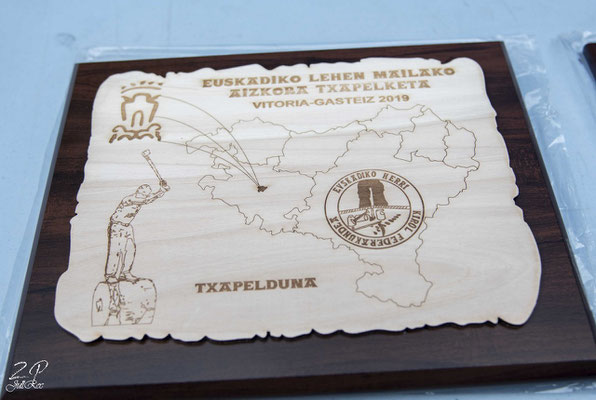 EUSKADIKO LEHEN MAILAKO
AIZKORA TXAPELKETA
VITORIA-GASTEIZ 2019
EUSKADIKO HERRI
KIROL FEDERAKUNDEA
TXAPELDUNA